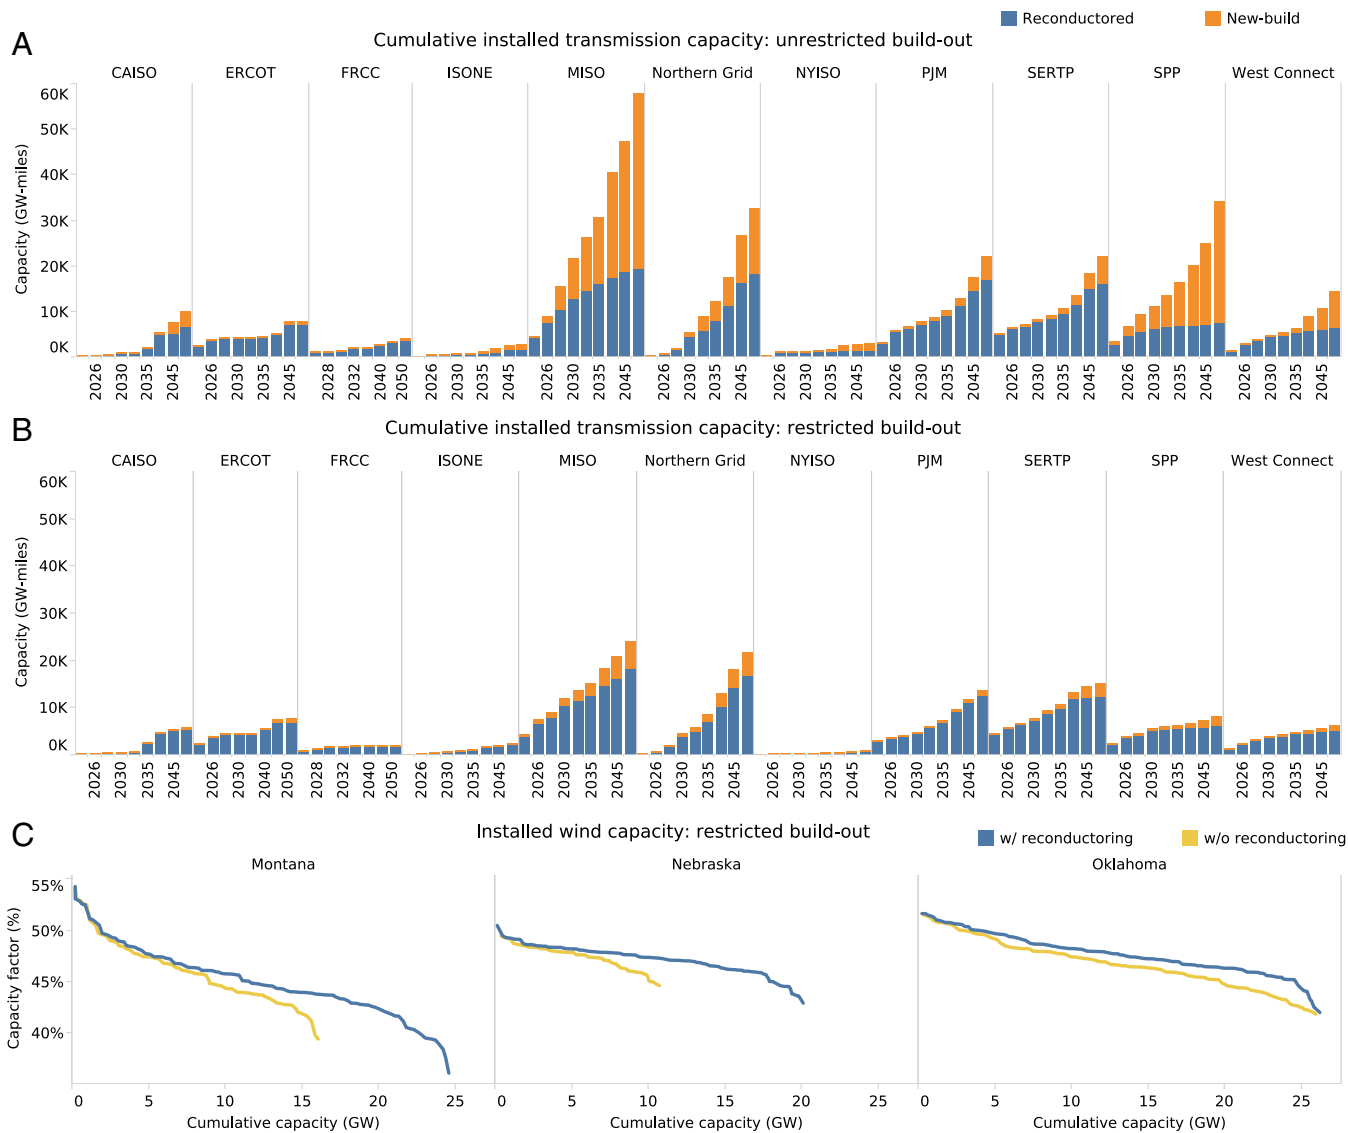 Reconductored New-build
A
Cumulative installed transmission capacity: unrestricted build-out
CAISO ERCOT FRCC ISONE MISO Northern Grid NYISO PJM SERTP SPP West Connect
60K
50K
40K
30K
20K
10K
0K
Capacity (GW-miles)
2026 2030 2035 2045 2026 2030 2035 2045 2028 2032 2040 2050 2026 2030 2035 2045 2026 2030 2035 2045 2026 2030 2035 2045 2026 2030 2035 2045 2026 2030 2035 2045 2026 2030 2035 2045 2026 2030 2035 2045 2026 2030 2035 2045
B
Cumulative installed transmission capacity: restricted build-out
CAISO ERCOT FRCC ISONE MISO Northern Grid NYISO PJM SERTP SPP West Connect
60K
50K
40K
30K
20K
10K
0K
Capacity (GW-miles)
2026 2030 2035 2045 2026 2030 2040 2050 2028 2032 2040 2050 2026 2030 2035 2045 2026 2030 2035 2045 2026 2030 2035 2045 2026 2030 2035 2045 2026 2030 2035 2045 2026 2030 2035 2045 2026 2030 2035 2045 2026 2030 2035 2045
C
Installed wind capacity: restricted build-out
w/ reconductoring w/o reconductoring
Montana Nebraska Oklahoma
55%
50%
45%
40%
Capacity factor (%)
0 5 10 15 20 25 0 5 10 15 20 25 0 5 10 15 20 25
Cumulative capacity (GW) Cumulative capacity (GW) Cumulative capacity (GW)